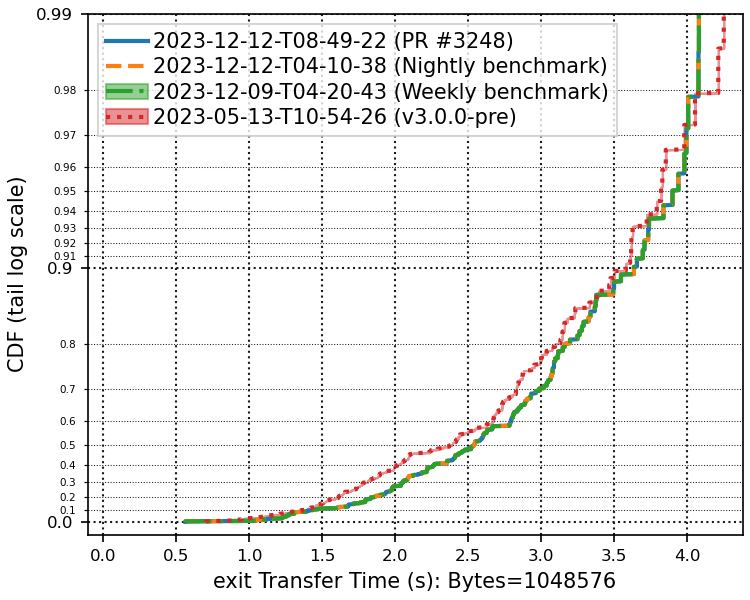 0.99
2023-12-12-T08-49-22 (PR #3248)
2023-12-12-T04-10-38 (Nightly benchmark)
2023-12-09-T04-20-43 (Weekly benchmark)
2023-05-13-T10-54-26 (v3.0.0-pre)
0.98
0.97
0.96
0.95
0.94
0.93
0.92
0.91
0.9
0.8
0.7
0.6
0.5
0.4
0.3
0.2
0.1
0.0
CDF (tail log scale)
0.0 0.5 1.0 1.5 2.0 2.5 3.0 3.5 4.0
exit Transfer Time (s): Bytes=1048576